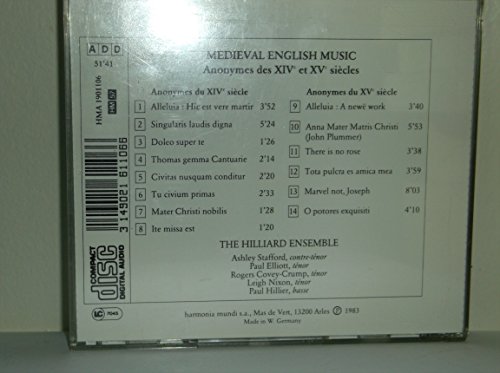 ADD
51'41
HMA 1901106
HM 57
3 149021 611066
COMPACT
disc
DIGITAL AUDIO
LC 7045
MEDIEVAL ENGLISH MUSIC
Anonymes des XIVe et XVe siècles
Anonymes du XIVe siècle
1 Alleluia : Hic est vere martir 3'52
2 Singularis laudis digna 5'24
3 Doleo super te 1'26
4 Thomas gemma Cantuarie 2'14
5 Civitas nusquam conditur 2'20
6 Tu civium primas 2'33
7 Mater Christi nobilis 1'28
8 Ite missa est 1'20
Anonymes du XVe siècle
9 Alleluia : A newë work 3'40
10 Anna Mater Matris Christi 5'53
(John Plummer)
11 There is no rose 3'38
12 Tota pulcra es amica mea 3'59
13 Marvel not, Joseph 8'03
14 O potores exquisiti 4'10
THE HILLIARD ENSEMBLE
Ashley Stafford, contre-ténor
Paul Elliott, ténor
Rogers Covey-Crump, ténor
Leigh Nixon, ténor
Paul Hillier, basse
harmonia mundi s.a., Mas de Vert, 13200 Arles Ⓟ 1983
Made in W. Germany